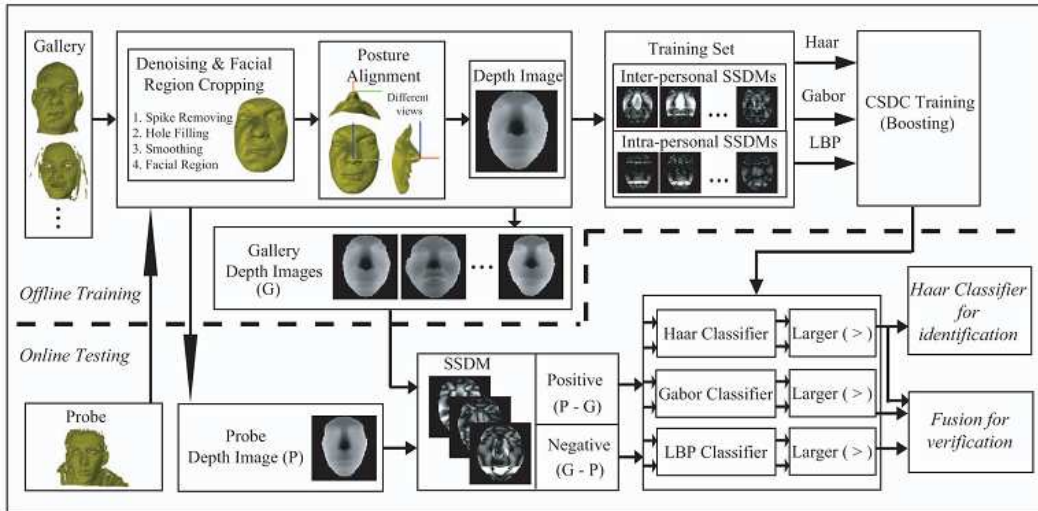 Gallery
Denoising & Facial
Region Cropping
1. Spike Removing
2. Hole Filling
3. Smoothing
4. Facial Region
Posture
Alignment
Different
views
Depth Image
Training Set
Inter-personal SSDMs
Intra-personal SSDMs
Haar
Gabor
LBP
CSDC Training
(Boosting)
Gallery
Depth Images
(G)
Offline Training
Online Testing
Probe
Probe
Depth Image (P)
SSDM
Positive
(P - G)
Negative
(G - P)
Haar Classifier
Larger ( > )
Gabor Classifier
Larger ( > )
LBP Classifier
Larger ( > )
Haar Classifier
for
identification
Fusion for
verification